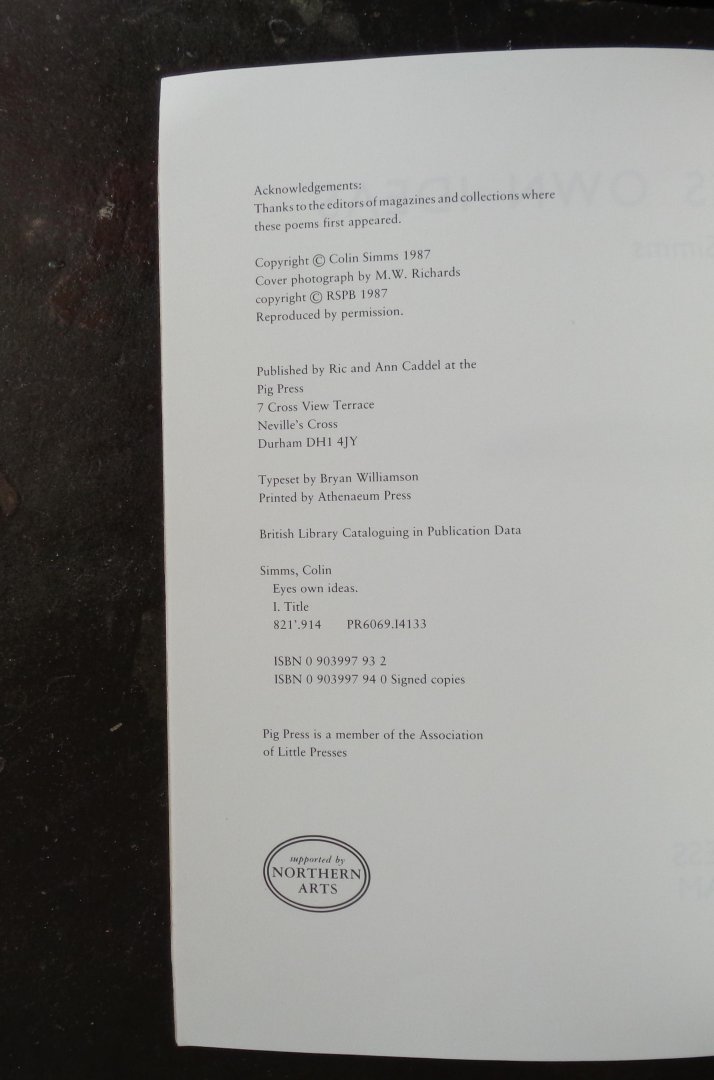 Acknowledgements:
Thanks to the editors of magazines and collections where
these poems first appeared.
Copyright © Colin Simms 1987
Cover photograph by M.W. Richards
copyright © RSPB 1987
Reproduced by permission.
Published by Ric and Ann Caddel at the
Pig Press
7 Cross View Terrace
Neville's Cross
Durham DH1 4JY
Typeset by Bryan Williamson
Printed by Athenaeum Press
British Library Cataloguing in Publication Data
Simms, Colin
Eyes own ideas.
I. Title
821'.914 PR6069.I4133
ISBN 0 903997 93 2
ISBN 0 903997 94 0 Signed copies
Pig Press is a member of the Association
of Little Presses
supported by
NORTHERN
ARTS